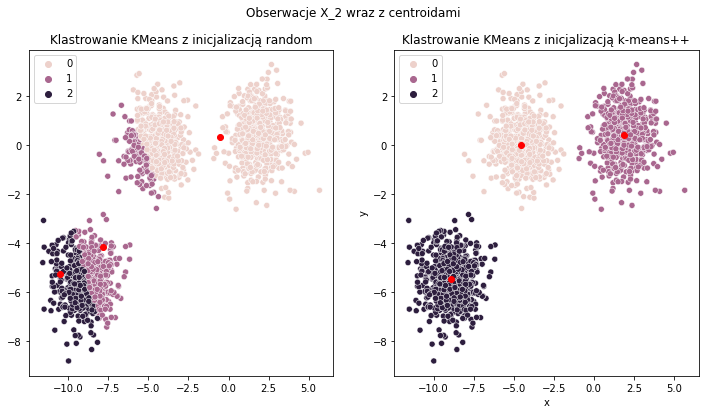 Obserwacje X_2 wraz z centroidami
Klastrowanie KMeans z inicjalizacją random
0
1
2
2
0
−2
−4
−6
−8
−10.0 −7.5 −5.0 −2.5 0.0 2.5 5.0
Klastrowanie KMeans z inicjalizacją k-means++
0
1
2
y
2
0
−2
−4
−6
−8
−10.0 −7.5 −5.0 −2.5 0.0 2.5 5.0
x